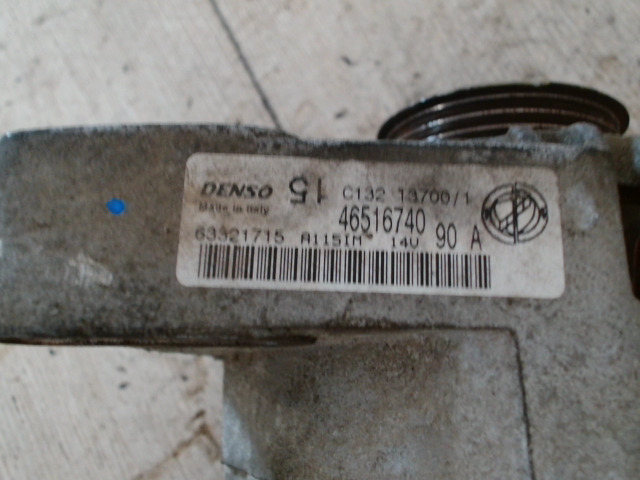 DENSO 15 C132 13700/1
Made in Italy
46516740
63321715 A115IM 14V 90 A